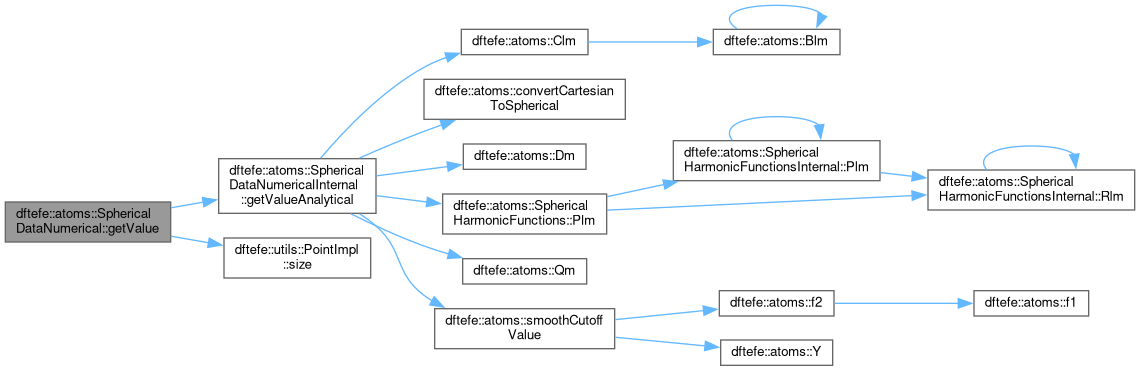 dftefe::atoms::Spherical
DataNumerical::getValue
dftefe::atoms::Spherical
DataNumericalInternal
::getValueAnalytical
dftefe::utils::PointImpl
::size
dftefe::atoms::Clm
dftefe::atoms::Blm
dftefe::atoms::convertCartesian
ToSpherical
dftefe::atoms::Dm
dftefe::atoms::Spherical
HarmonicFunctions::Plm
dftefe::atoms::Spherical
HarmonicFunctionsInternal::Plm
dftefe::atoms::Spherical
HarmonicFunctionsInternal::Rlm
dftefe::atoms::Qm
dftefe::atoms::smoothCutoff
Value
dftefe::atoms::f2
dftefe::atoms::f1
dftefe::atoms::Y